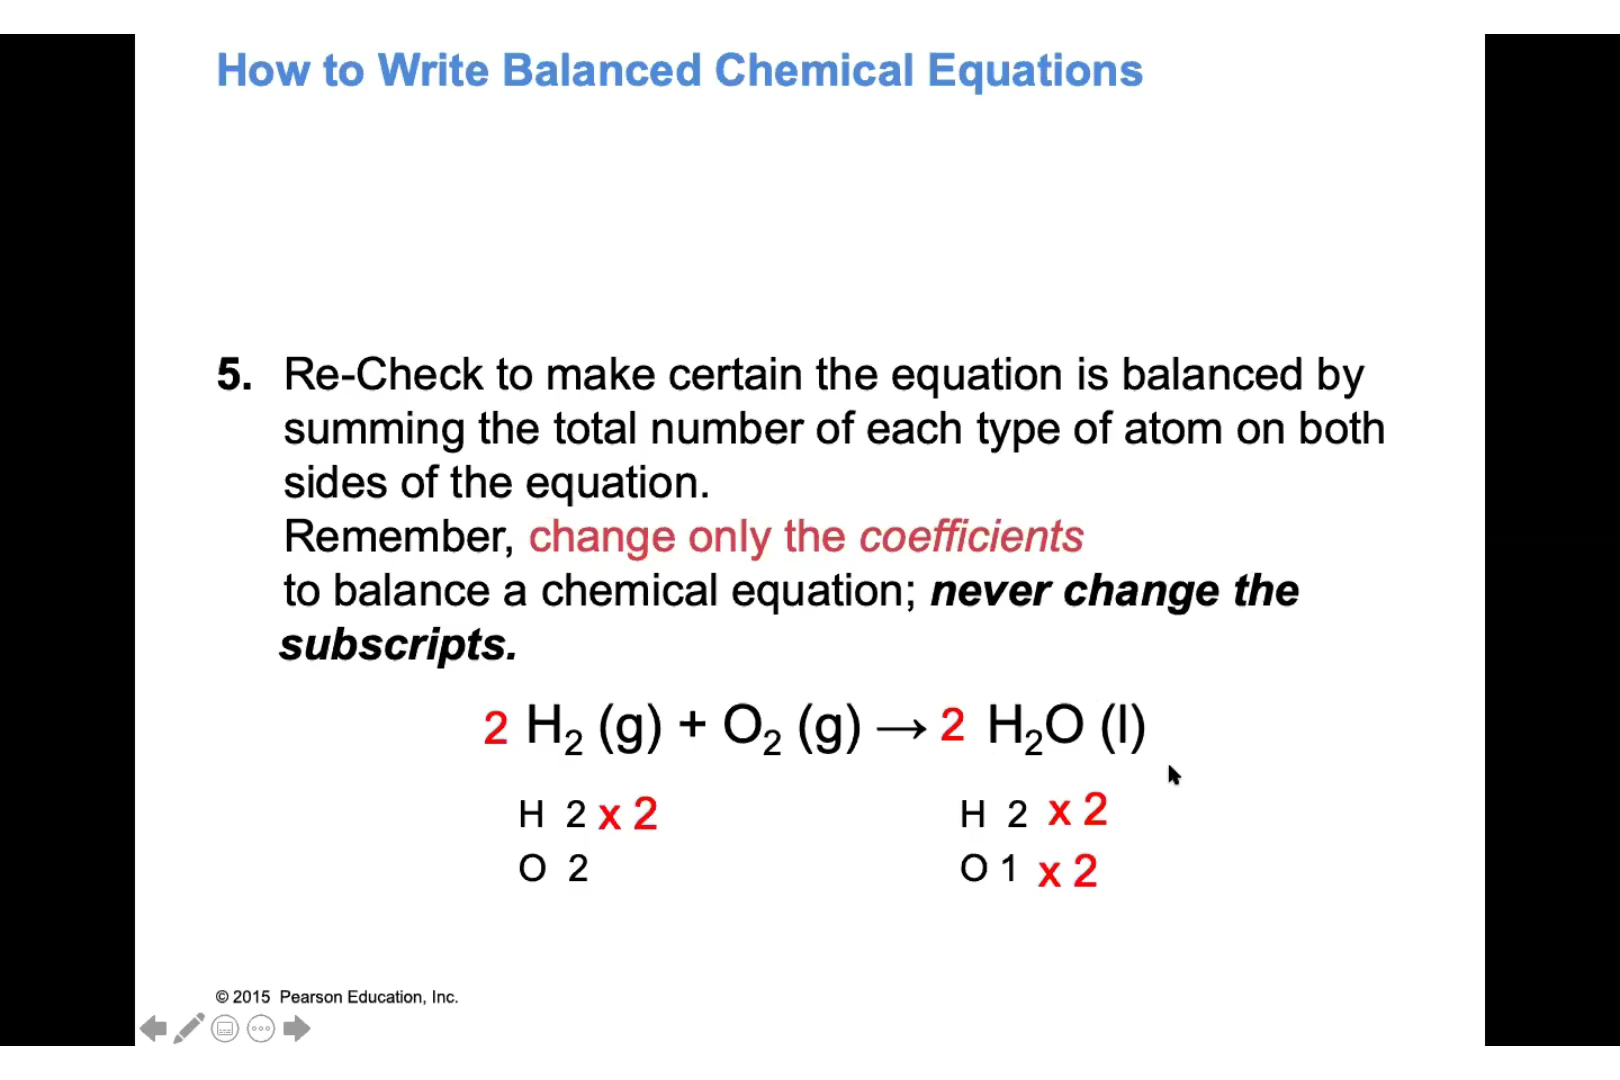 How to Write Balanced Chemical Equations
5. Re-Check to make certain the equation is balanced by
summing the total number of each type of atom on both
sides of the equation.
Remember, change only the coefficients
to balance a chemical equation; never change the
subscripts.
2 H₂ (g) + O₂ (g) → 2 H₂O (l)
H 2 x 2 H 2 x 2
O 2 O 1 x 2
© 2015 Pearson Education, Inc.